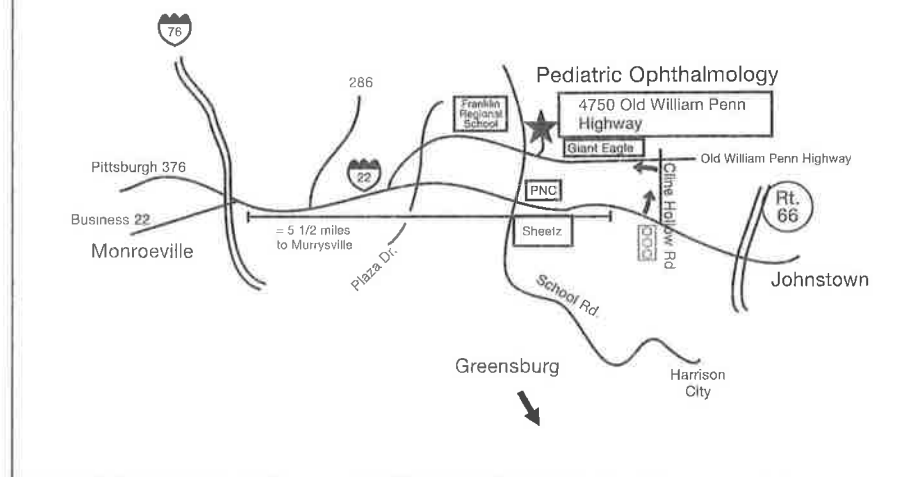 76
286
Pediatric Ophthalmology
Franklin
Regional
School
4750 Old William Penn
Highway
Giant Eagle
Old William Penn Highway
Pittsburgh 376
22
PNC
Cline Hollow Rd
Rt.
66
Business 22
Monroeville
= 5 1/2 miles
to Murrysville
Plaza Dr.
Sheetz
Johnstown
School Rd.
Greensburg
Harrison
City